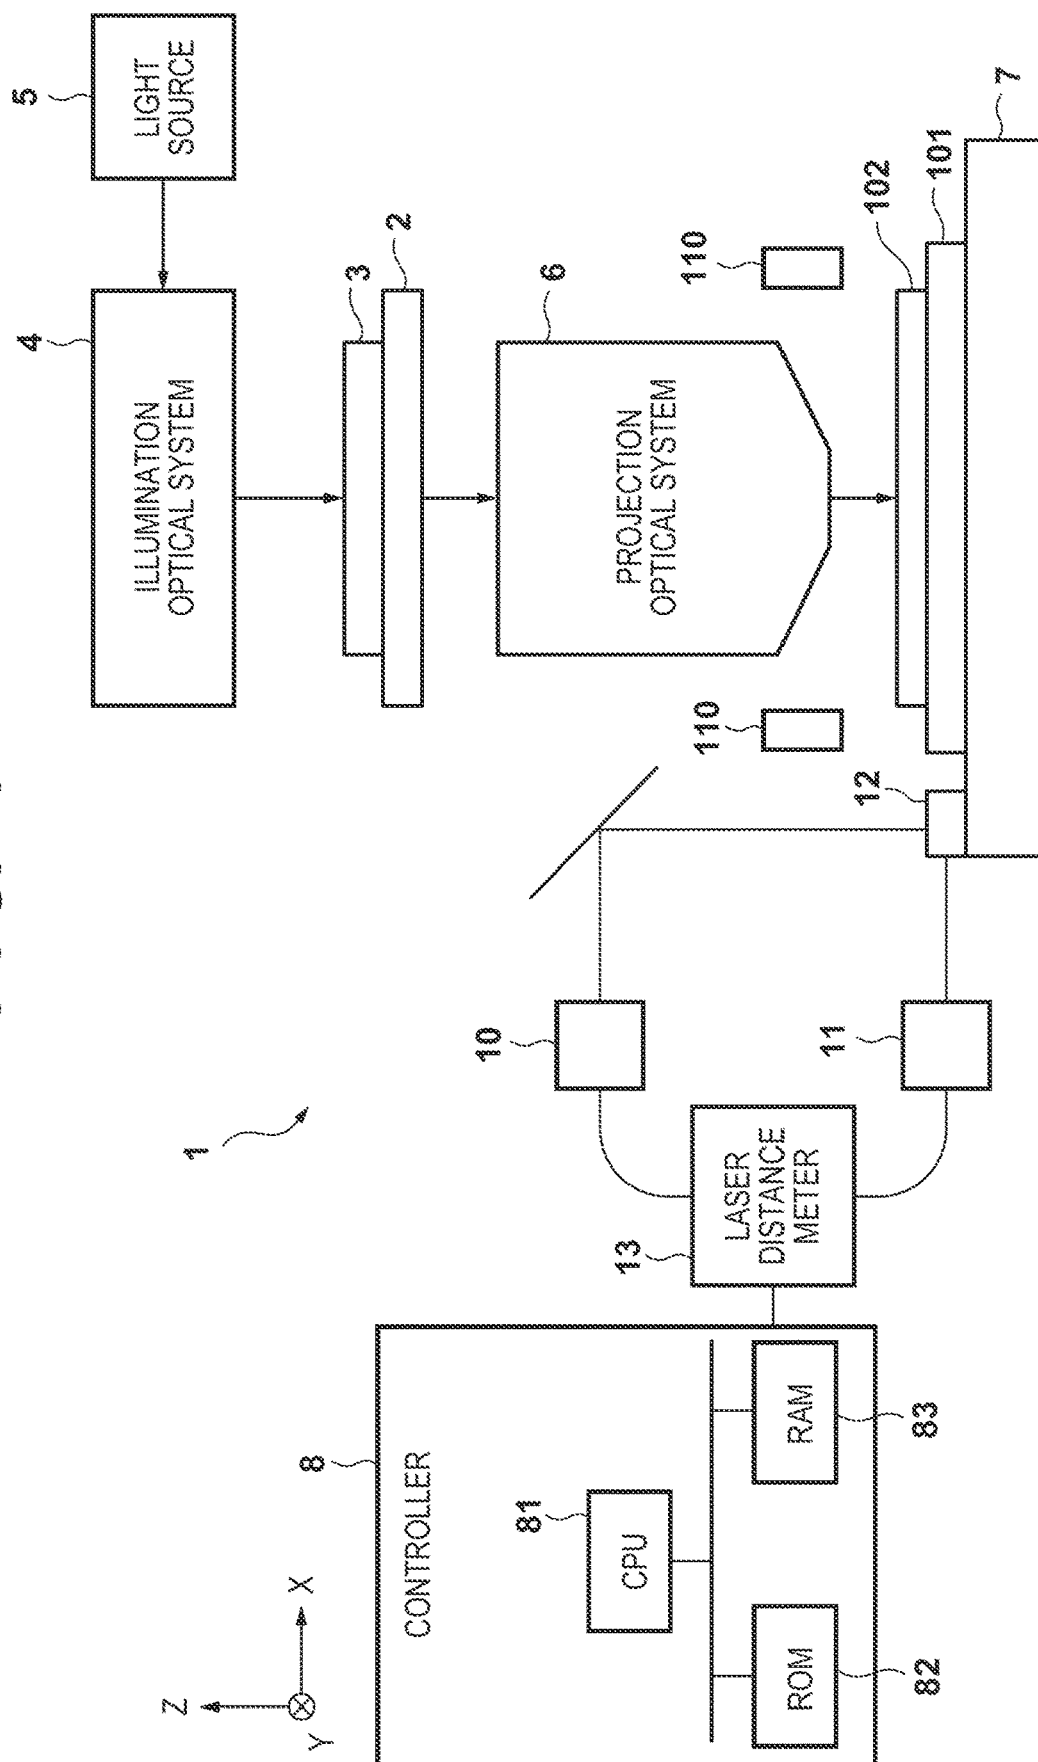 1
5
LIGHT
SOURCE
4
ILLUMINATION
OPTICAL SYSTEM
3
2
6
PROJECTION
OPTICAL SYSTEM
110
110
102
101
7
12
10
11
13
LASER
DISTANCE
METER
8
CONTROLLER
81
CPU
ROM
82
RAM
83
Z
X
Y